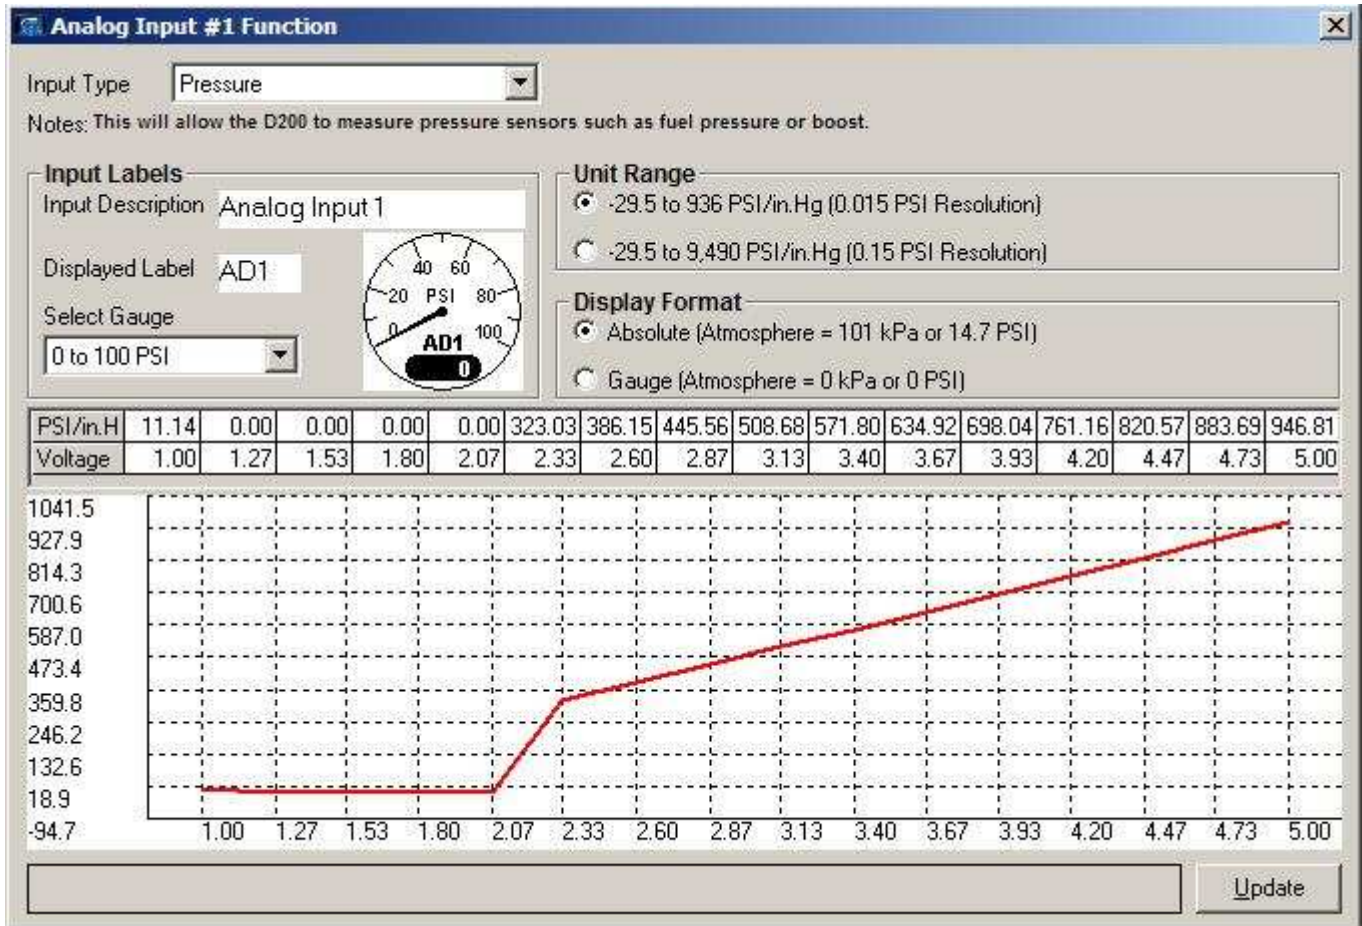 Analog Input #1 Function
Input Type Pressure
Notes: This will allow the D200 to measure pressure sensors such as fuel pressure or boost.
Input Labels
Input Description Analog Input 1
Displayed Label AD1
Select Gauge
0 to 100 PSI
40 60
20 PSI 80
0 100
AD1
0
Unit Range
-29.5 to 936 PSI/in.Hg (0.015 PSI Resolution)
-29.5 to 9,490 PSI/in.Hg (0.15 PSI Resolution)
Display Format
Absolute (Atmosphere = 101 kPa or 14.7 PSI)
Gauge (Atmosphere = 0 kPa or 0 PSI)
PSI/in.H 11.14 0.00 0.00 0.00 0.00 323.03 386.15 445.56 508.68 571.80 634.92 698.04 761.16 820.57 883.69 946.81
Voltage 1.00 1.27 1.53 1.80 2.07 2.33 2.60 2.87 3.13 3.40 3.67 3.93 4.20 4.47 4.73 5.00
1041.5
927.9
814.3
700.6
587.0
473.4
359.8
246.2
132.6
18.9
-94.7
1.00 1.27 1.53 1.80 2.07 2.33 2.60 2.87 3.13 3.40 3.67 3.93 4.20 4.47 4.73 5.00
Update